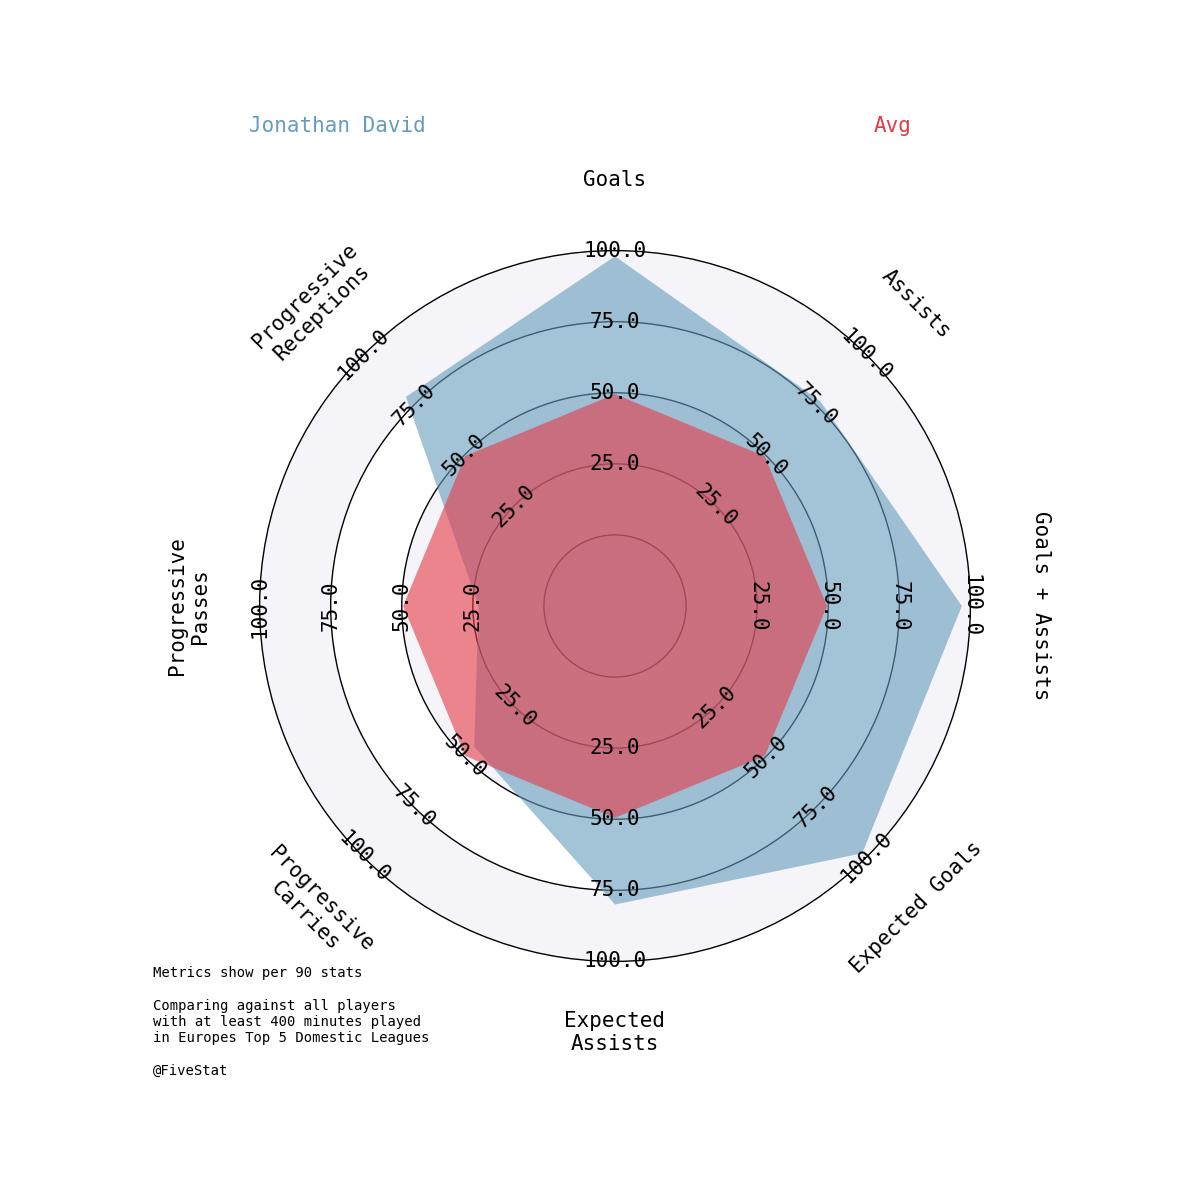 Jonathan David
Avg
Goals
Assists
Goals + Assists
Expected Goals
Expected
Assists
Progressive
Carries
Progressive
Passes
Progressive
Receptions
25.0
50.0
75.0
100.0
25.0
50.0
75.0
100.0
25.0
50.0
75.0
100.0
25.0
50.0
75.0
100.0
25.0
50.0
75.0
100.0
25.0
50.0
75.0
100.0
25.0
50.0
75.0
100.0
25.0
50.0
75.0
100.0
Metrics show per 90 stats
Comparing against all players
with at least 400 minutes played
in Europes Top 5 Domestic Leagues
@FiveStat